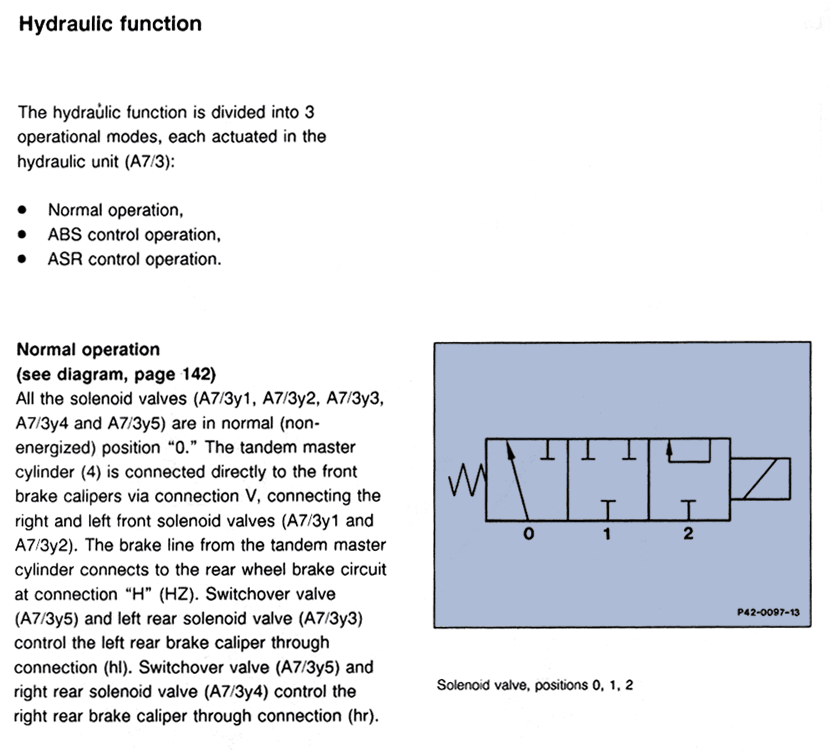 Hydraulic function
The hydraulic function is divided into 3
operational modes, each actuated in the
hydraulic unit (A7/3):
● Normal operation,
● ABS control operation,
● ASR control operation.
Normal operation
(see diagram, page 142)
All the solenoid valves (A7/3y1, A7/3y2, A7/3y3,
A7/3y4 and A7/3y5) are in normal (non-
energized) position “0.” The tandem master
cylinder (4) is connected directly to the front
brake calipers via connection V, connecting the
right and left front solenoid valves (A7/3y1 and
A7/3y2). The brake line from the tandem master
cylinder connects to the rear wheel brake circuit
at connection “H” (HZ). Switchover valve
(A7/3y5) and left rear solenoid valve (A7/3y3)
control the left rear brake caliper through
connection (hl). Switchover valve (A7/3y5) and
right rear solenoid valve (A7/3y4) control the
right rear brake caliper through connection (hr).
0 1 2
P42-0097-13
Solenoid valve, positions 0, 1, 2